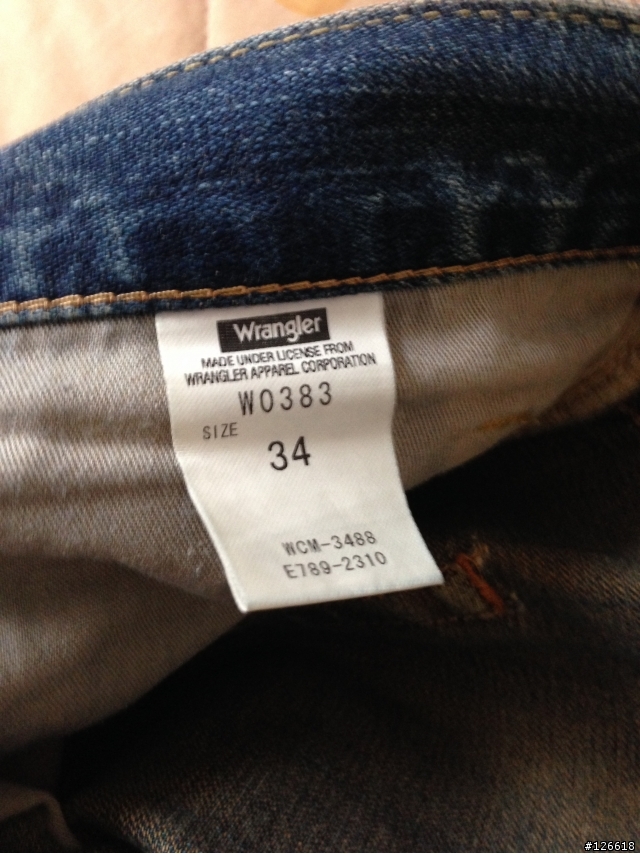 Wrangler
MADE UNDER LICENSE FROM
WRANGLER APPAREL CORPORATION
W0383
SIZE
34
WCM-3488
E789-2310
#126618